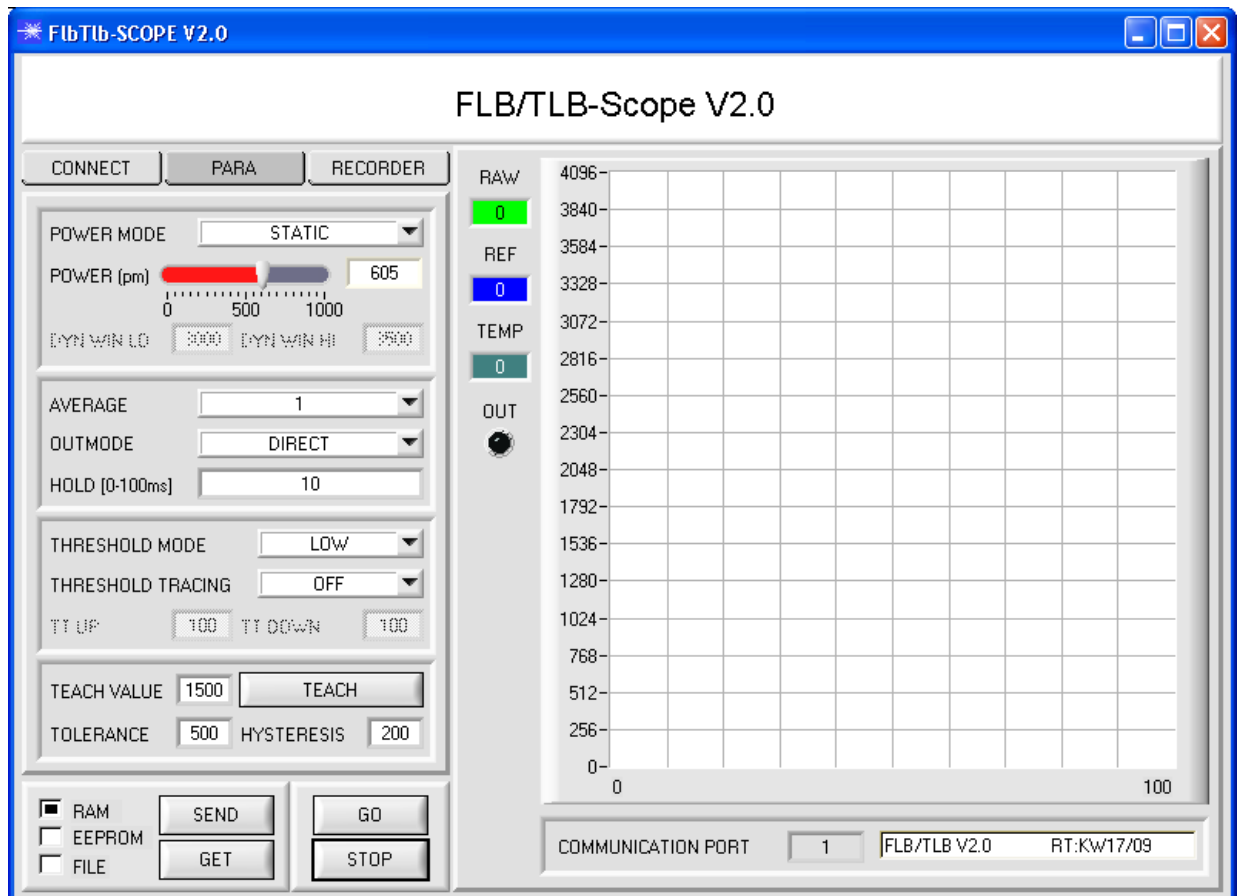 FlbTlb-SCOPE V2.0
FLB/TLB-Scope V2.0
CONNECT PARA RECORDER
POWER MODE STATIC
POWER (pm) 605
0 500 1000
DYN WIN LO 3000 DYN WIN HI 3500
AVERAGE 1
OUTMODE DIRECT
HOLD [0-100ms] 10
THRESHOLD MODE LOW
THRESHOLD TRACING OFF
TT UP 100 TT DOWN 100
TEACH VALUE 1500 TEACH
TOLERANCE 500 HYSTERESIS 200
RAM
EEPROM
FILE
SEND
GET
GO
STOP
RAW
0
REF
0
TEMP
0
OUT
4096
3840
3584
3328
3072
2816
2560
2304
2048
1792
1536
1280
1024
768
512
256
0
0 100
COMMUNICATION PORT 1 FLB/TLB V2.0 RT:KW17/09